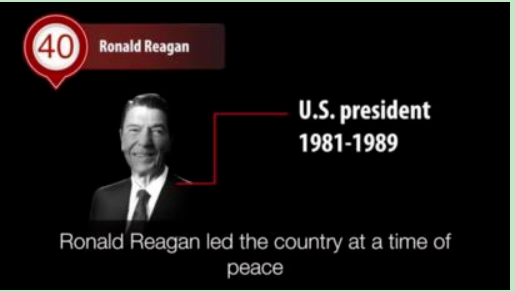 40
Ronald Reagan
U.S. president
1981-1989
Ronald Reagan led the country at a time of
peace